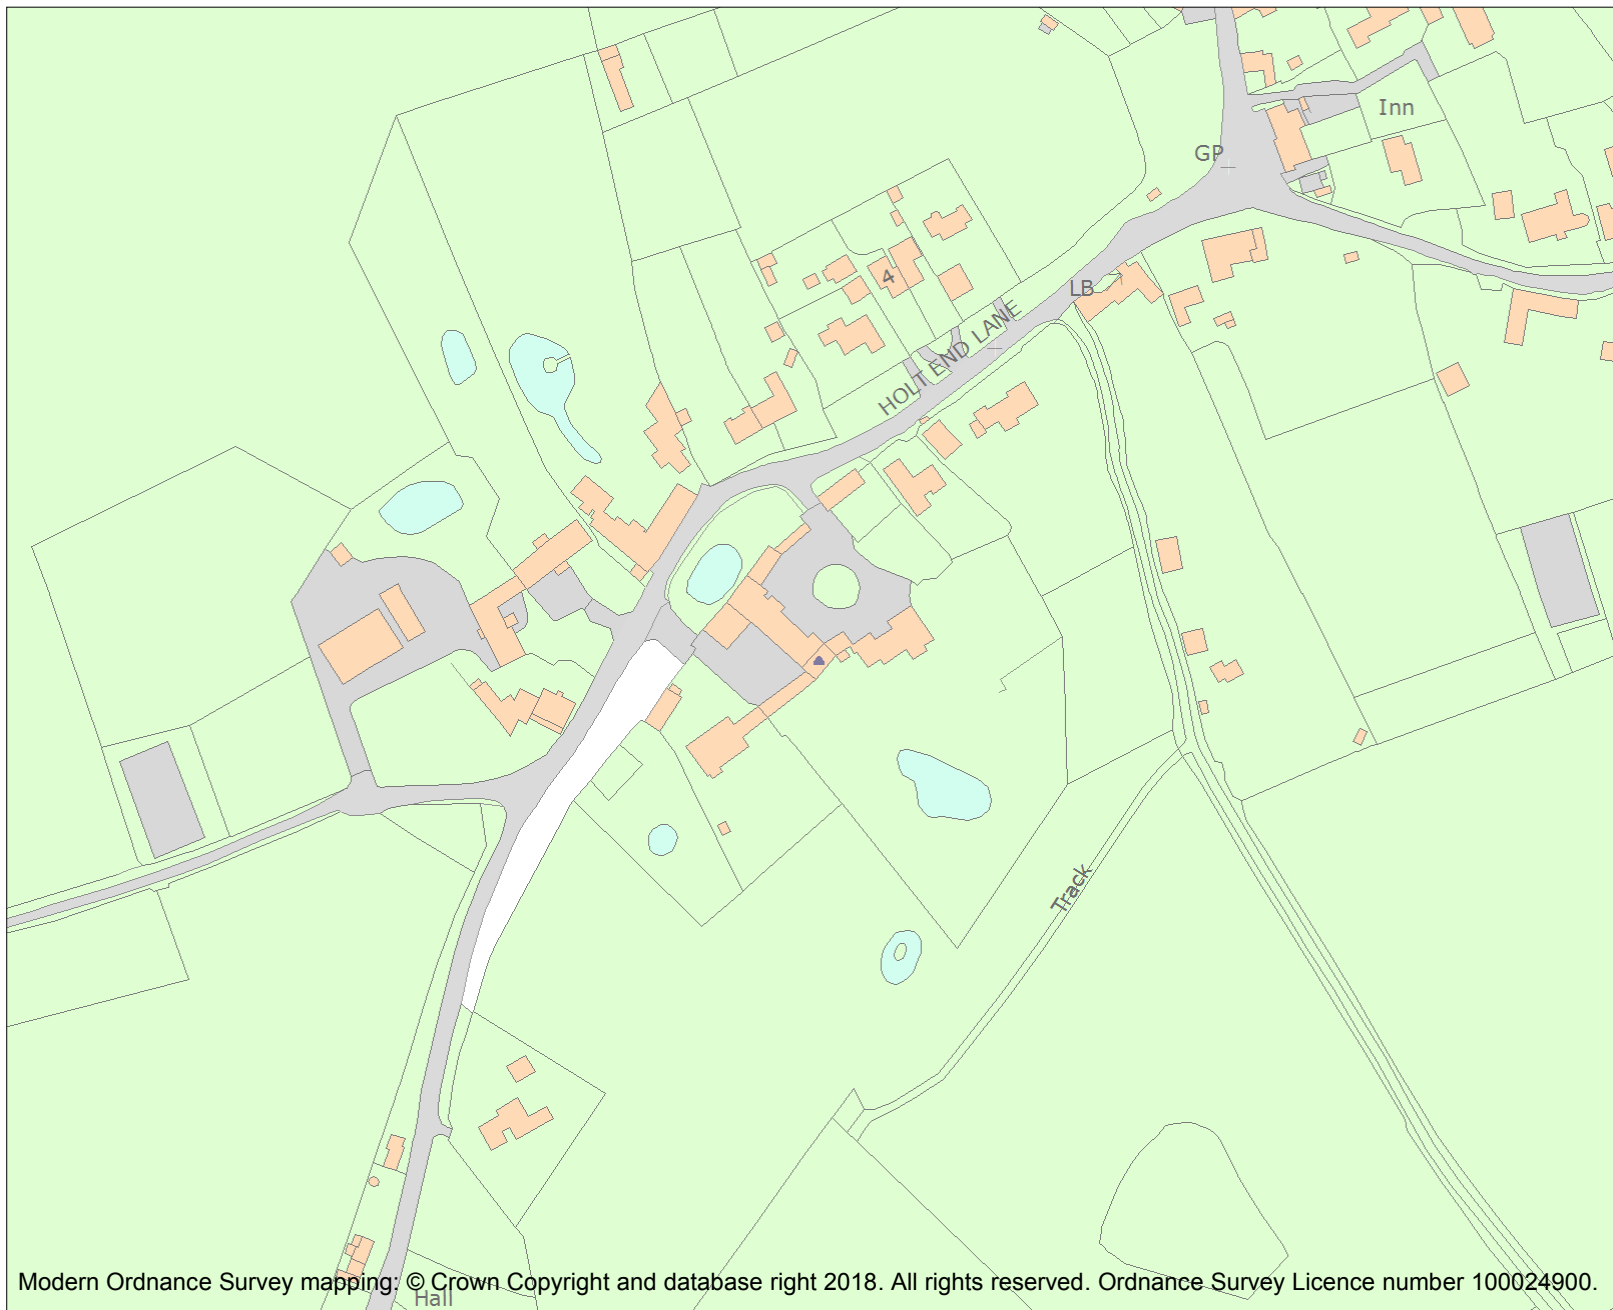 Inn
GP
4
LB
HOLT END LANE
Track
Modern Ordnance Survey mapping: © Crown Copyright and database right 2018. All rights reserved. Ordnance Survey Licence number 100024900.
Hall